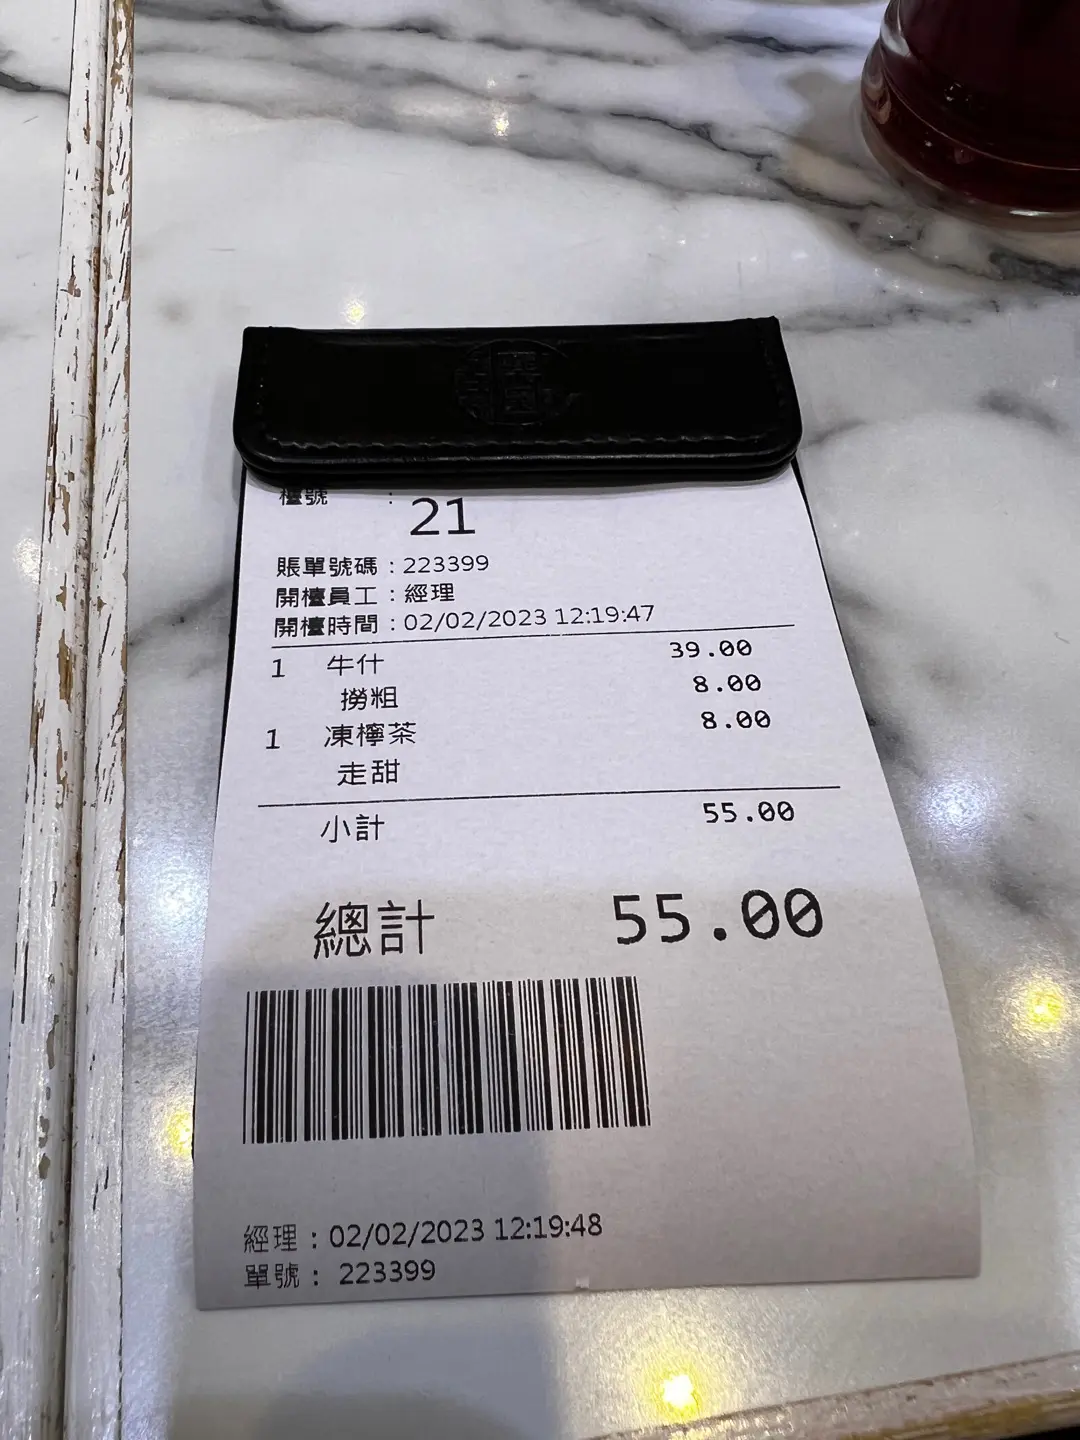 檯號 : 21
賬單號碼 : 223399
開檯員工 : 經理
開檯時間 : 02/02/2023 12:19:47
1 牛什 39.00
撈粗 8.00
1 凍檸茶 8.00
走甜
小計 55.00
總計 55.00
經理 : 02/02/2023 12:19:48
單號 : 223399